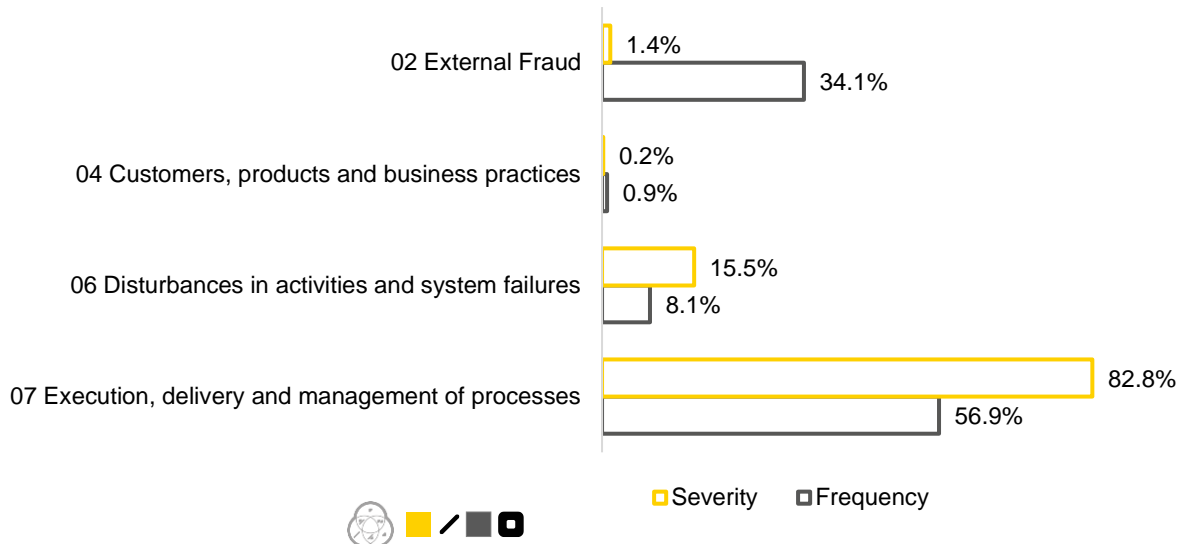 02 External Fraud
1.4%
34.1%
04 Customers, products and business practices
0.2%
0.9%
06 Disturbances in activities and system failures
15.5%
8.1%
07 Execution, delivery and management of processes
82.8%
56.9%
Severity Frequency